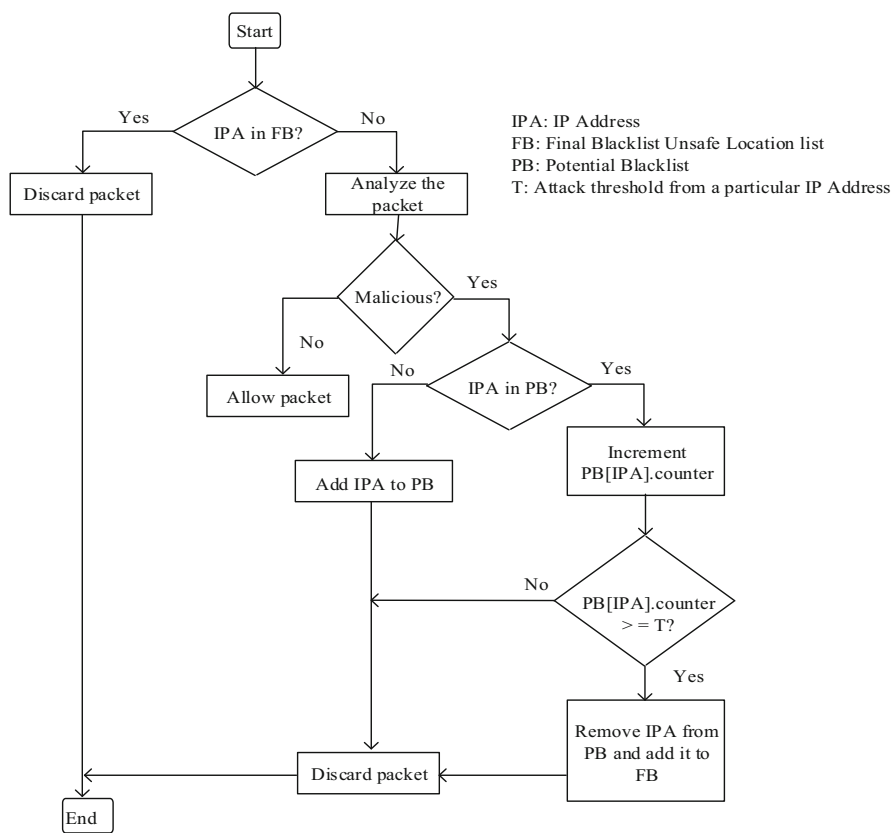 Start
Yes
IPA in FB?
No
IPA: IP Address
FB: Final Blacklist Unsafe Location list
PB: Potential Blacklist
T: Attack threshold from a particular IP Address
Discard packet
Analyze the
packet
Malicious?
Yes
No
Allow packet
No
IPA in PB?
Yes
Add IPA to PB
Increment
PB[IPA].counter
No
PB[IPA].counter
> = T?
Yes
Remove IPA from
PB and add it to
FB
Discard packet
End